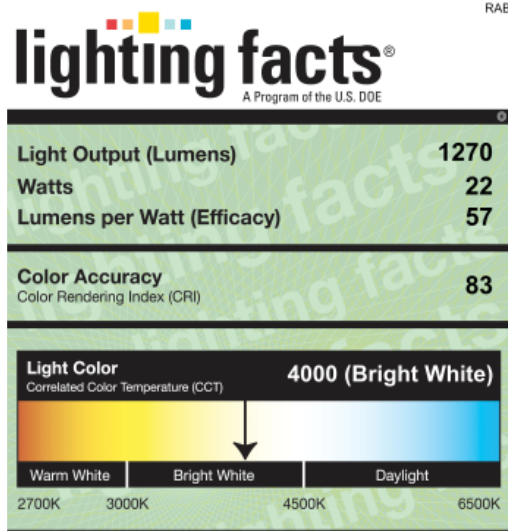 RAB
lighting facts®
A Program of the U.S. DOE
Light Output (Lumens) 1270
Watts 22
Lumens per Watt (Efficacy) 57
Color Accuracy
Color Rendering Index (CRI) 83
Light Color
Correlated Color Temperature (CCT) 4000 (Bright White)
Warm White Bright White Daylight
2700K 3000K 4500K 6500K